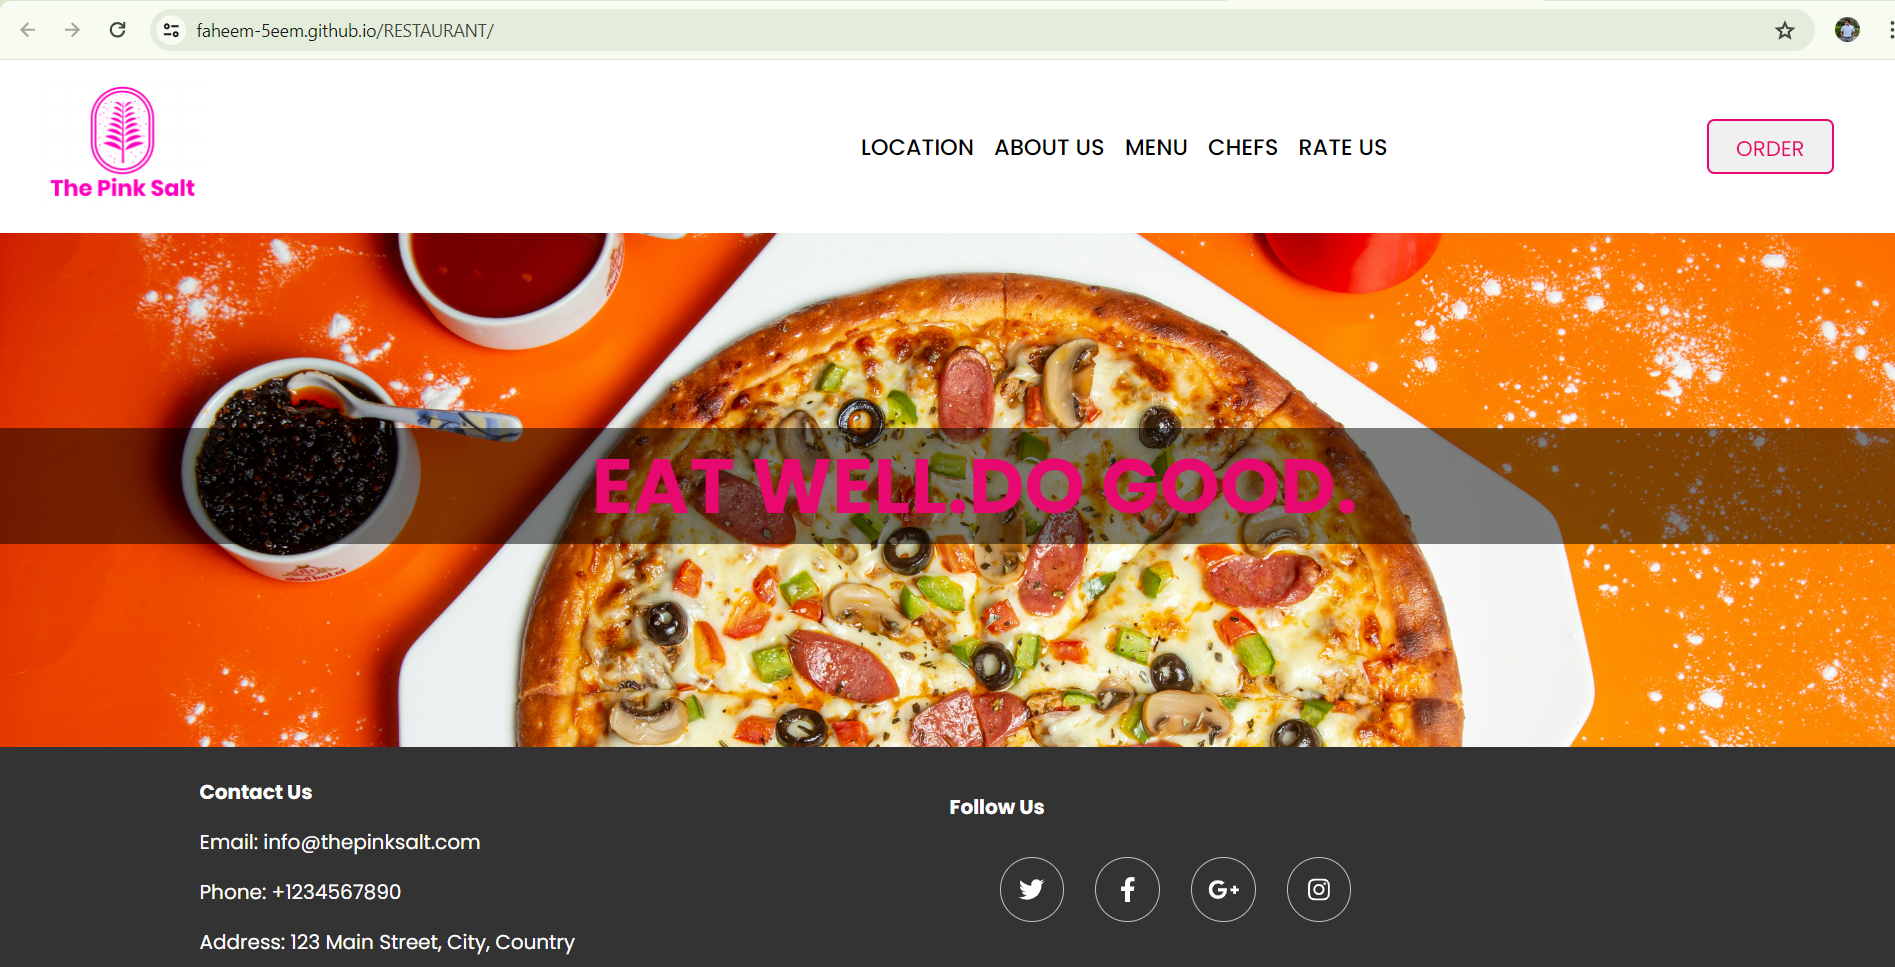 faheem-5eem.github.io/RESTAURANT/
The Pink Salt
LOCATION ABOUT US MENU CHEFS RATE US
ORDER
EAT WELL.DO GOOD.
Contact Us
Email: info@thepinksalt.com
Phone: +1234567890
Address: 123 Main Street, City, Country
Follow Us